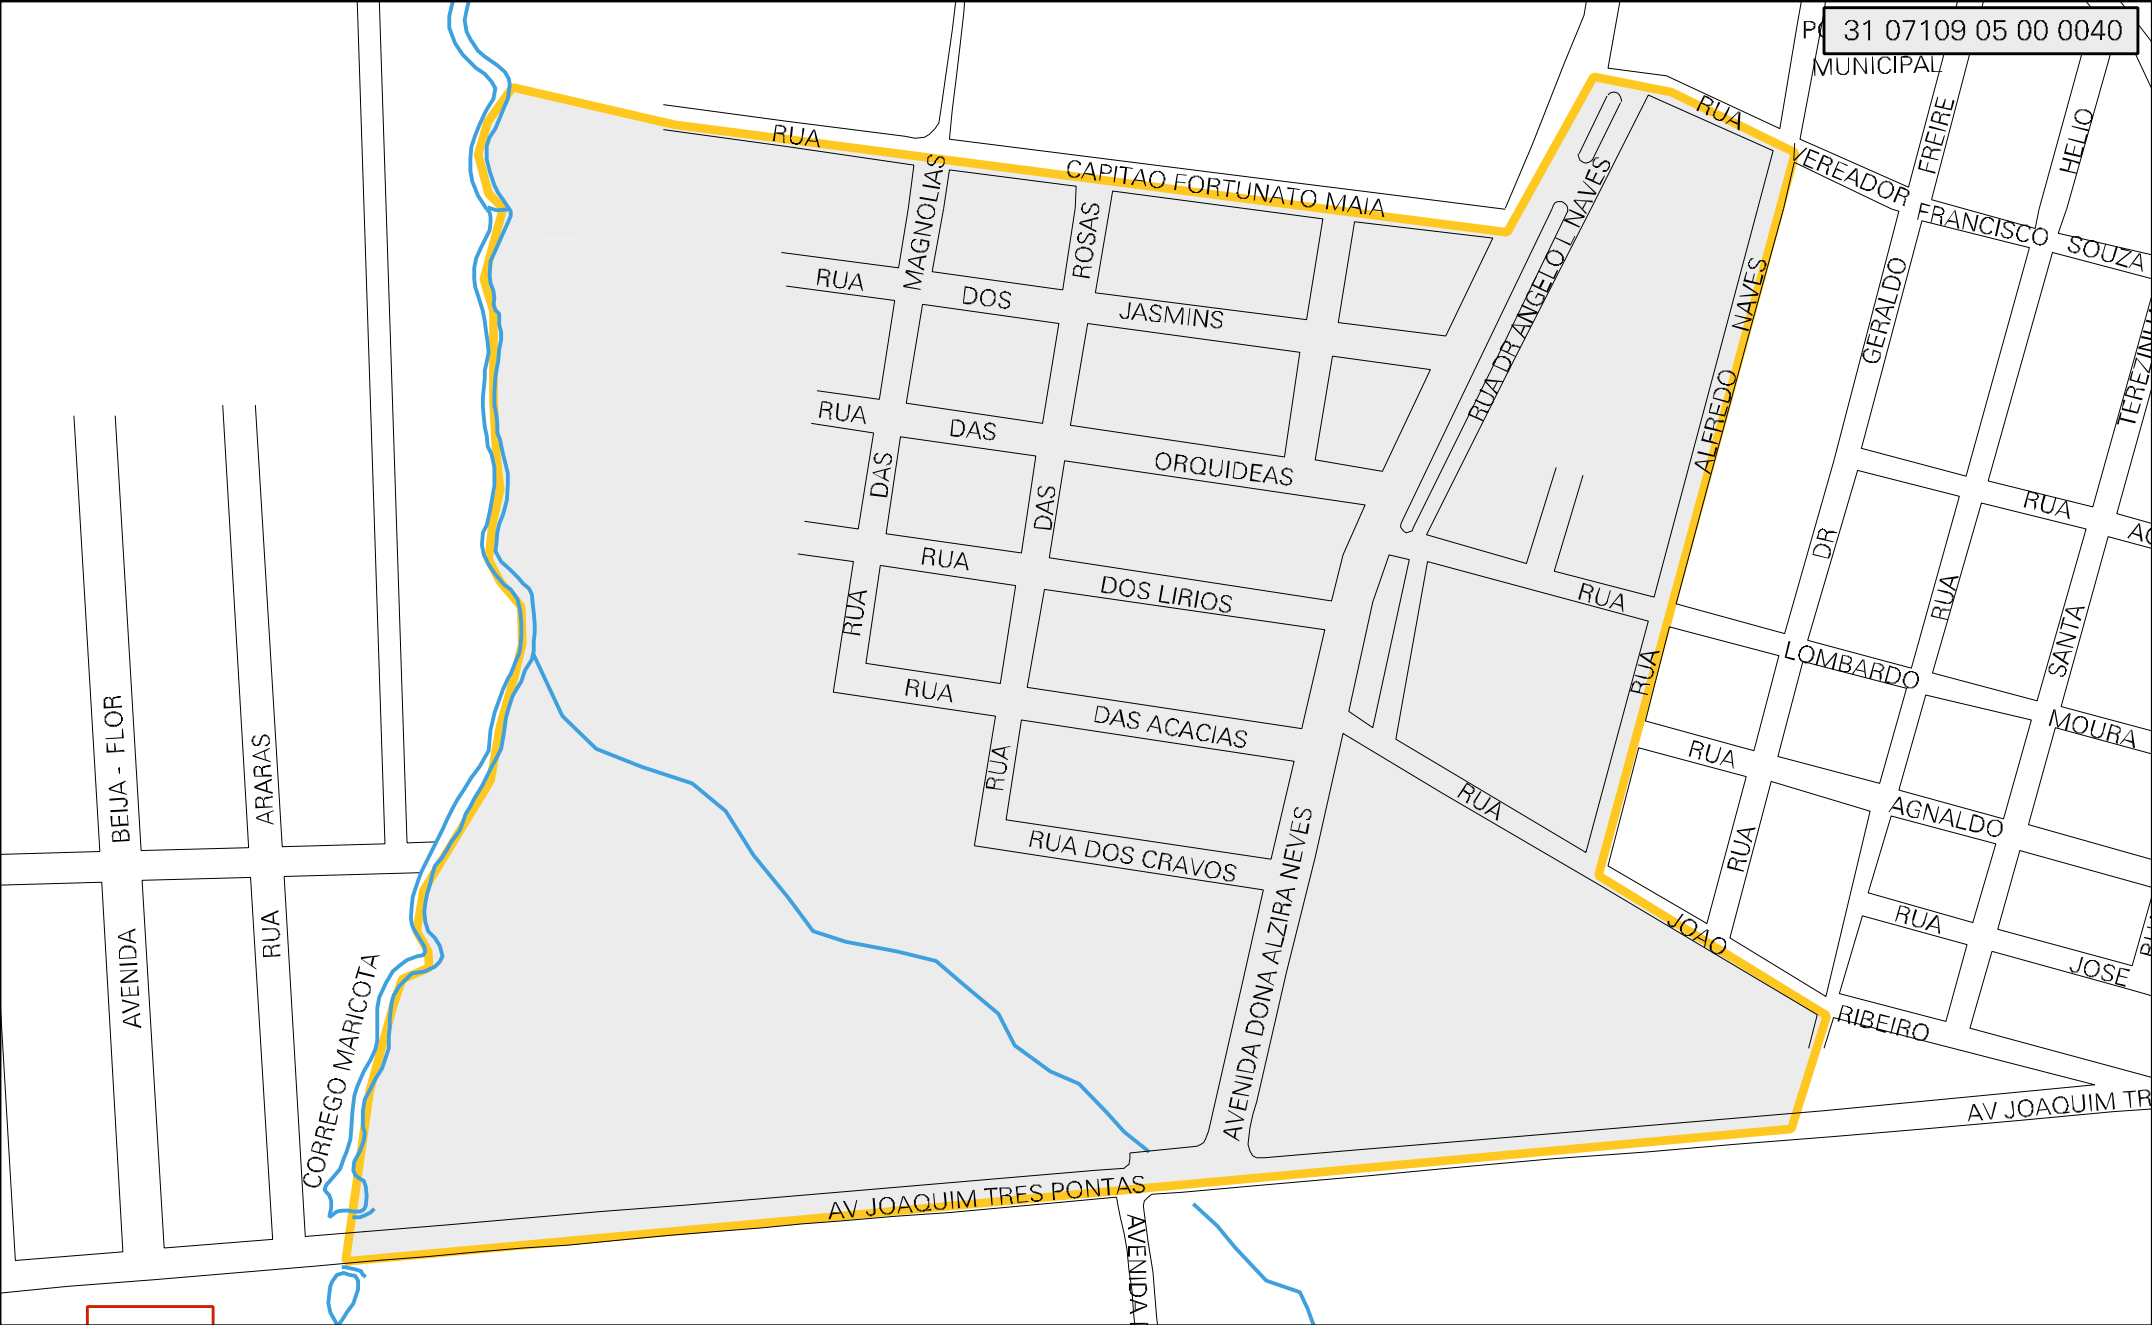 31 07109 05 00 0040
MUNICIPAL
RUA
CAPITAO FORTUNATO MAIA
RUA
VEREADOR
FRANCISCO
SOUZA
FREIRE
HELIO
MAGNOLIAS
ROSAS
RUA
DOS
JASMINS
RUA DR ANGELO L NAVES
NAVES
ALFREDO
RUA
GERALDO
DR
RUA
DAS
ORQUIDEAS
DAS
DAS
RUA
DOS LIRIOS
RUA
RUA
RUA
LOMBARDO
RUA
RUA
SANTA
MOURA
RUA
DAS ACACIAS
RUA
RUA DOS CRAVOS
RUA
JOAO
RIBEIRO
RUA
AGNALDO
RUA
RUA
JOSE
BEIJA - FLOR
AVENIDA
ARARAS
RUA
CORREGO MARICOTA
AVENIDA DONA ALZIRA NEVES
AV JOAQUIM TRES PONTAS
AV JOAQUIM TR
AVENIDA